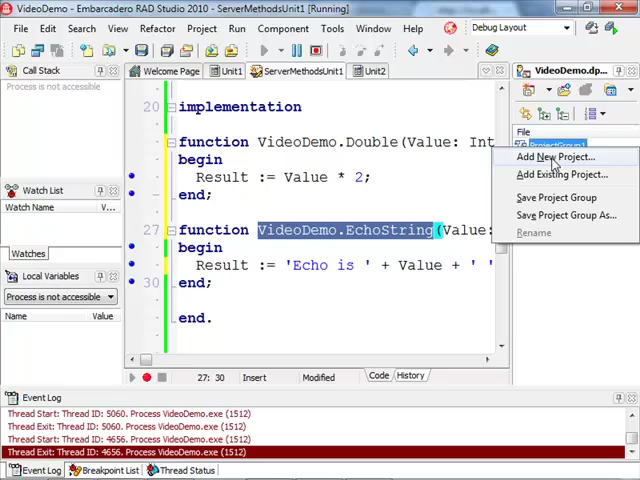 VideoDemo - Embarcadero RAD Studio 2010 - ServerMethodsUnit1 [Running]
File Edit Search View Refactor Project Run Component Tools Window Help
Debug Layout
Call Stack
Process is not accessible
Watch List
Watch Name Value
Watches
Local Variables
Process is not accessible
Name Value
Welcome Page Unit1 ServerMethodsUnit1 Unit2
20 implementation
function VideoDemo.Double(Value: Int
begin
Result := Value * 2;
end;
27 function VideoDemo.EchoString(Value:
begin
Result := 'Echo is ' + Value + ' '
30 end;
end.
27: 30 Insert Modified Code History
VideoDemo.dp...
File
ProjectGroup1
Add New Project...
Add Existing Project...
Save Project Group
Save Project Group As...
Rename
Event Log
Thread Start: Thread ID: 5060. Process VideoDemo.exe (1512)
Thread Exit: Thread ID: 5060. Process VideoDemo.exe (1512)
Thread Start: Thread ID: 4656. Process VideoDemo.exe (1512)
Thread Exit: Thread ID: 4656. Process VideoDemo.exe (1512)
Event Log Breakpoint List Thread Status